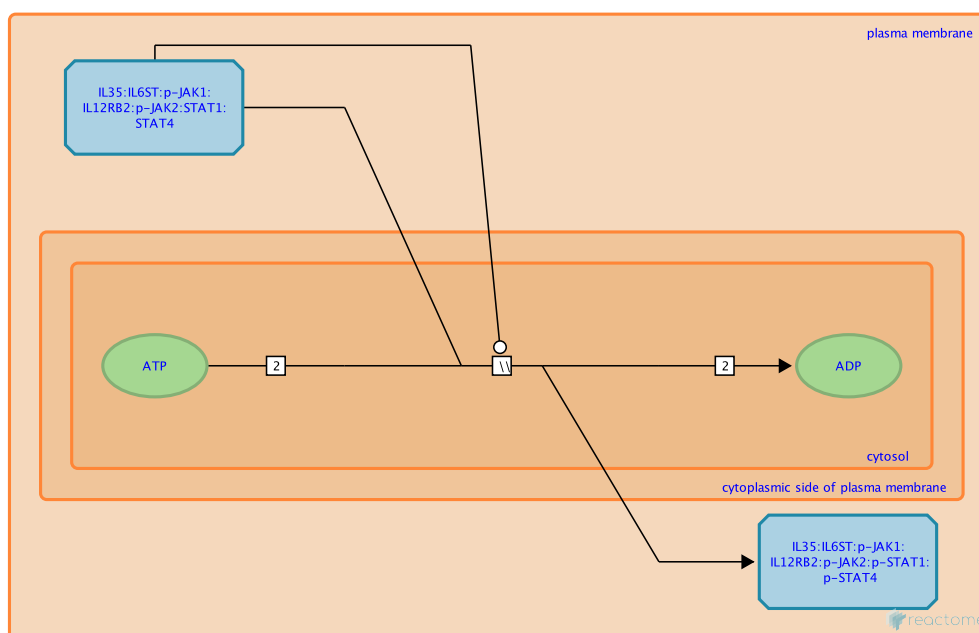 plasma membrane
IL35:IL6ST:p-JAK1:
IL12RB2:p-JAK2:STAT1:
STAT4
ATP
2
\\
2
ADP
cytosol
cytoplasmic side of plasma membrane
IL35:IL6ST:p-JAK1:
IL12RB2:p-JAK2:p-STAT1:
p-STAT4
reactom